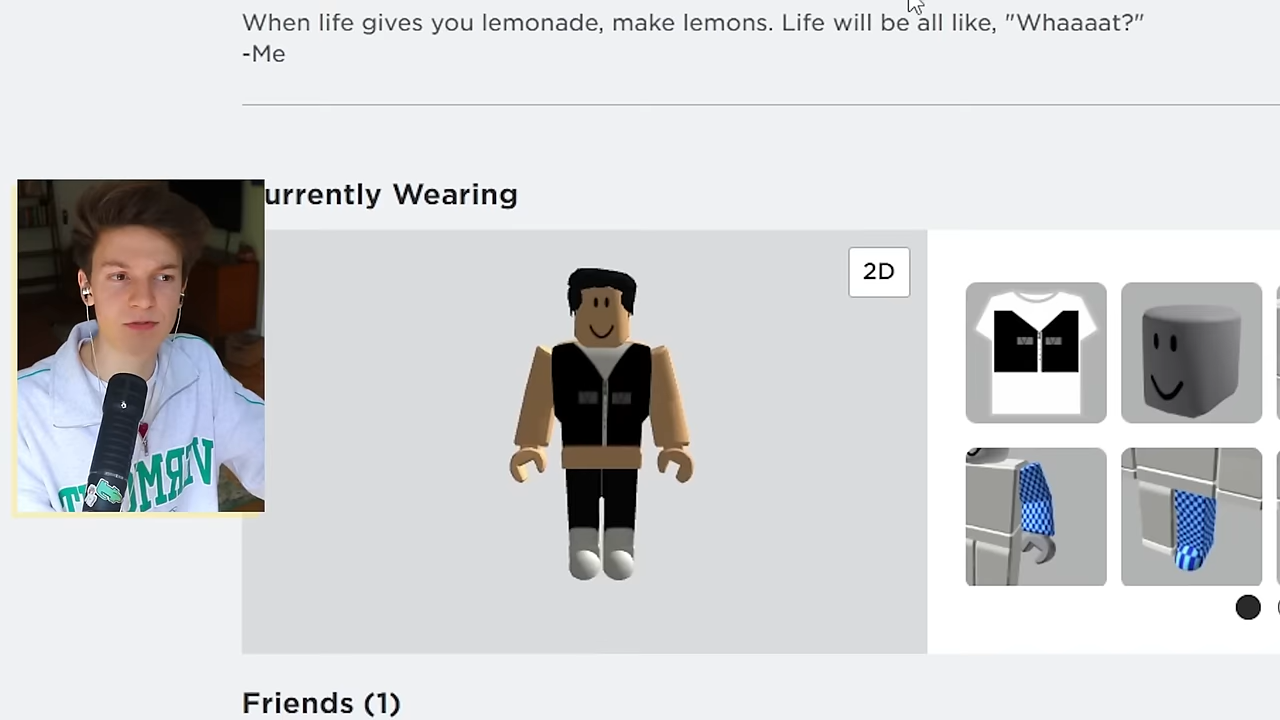 When life gives you lemonade, make lemons. Life will be all like, "Whaaaat?"
-Me
urrently Wearing
2D
Friends (1)